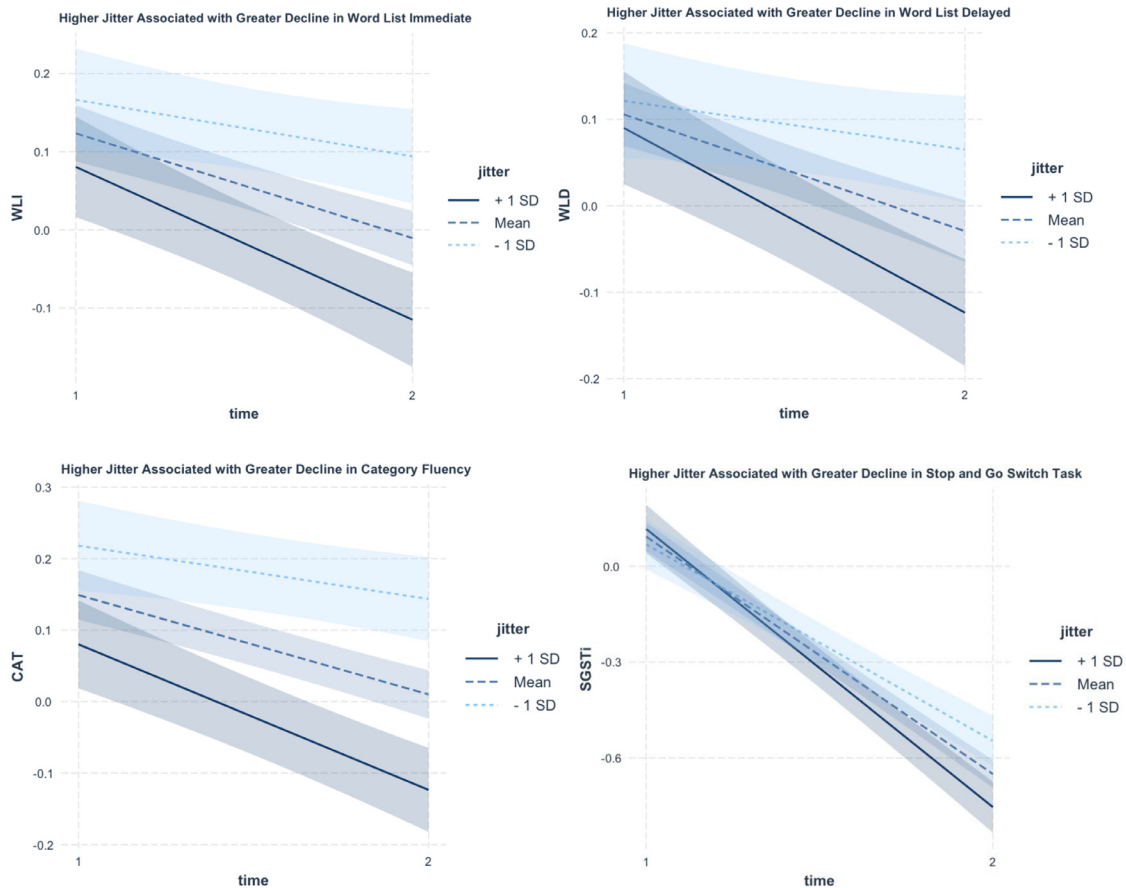 Higher Jitter Associated with Greater Decline in Word List Immediate
WLI
0.2
0.1
0.0
-0.1
1
2
time
jitter
+ 1 SD
Mean
- 1 SD
Higher Jitter Associated with Greater Decline in Word List Delayed
WLD
0.2
0.1
0.0
-0.1
-0.2
1
2
time
jitter
+ 1 SD
Mean
- 1 SD
Higher Jitter Associated with Greater Decline in Category Fluency
CAT
0.3
0.2
0.1
0.0
-0.1
-0.2
1
2
time
jitter
+ 1 SD
Mean
- 1 SD
Higher Jitter Associated with Greater Decline in Stop and Go Switch Task
SGSTi
0.0
-0.3
-0.6
1
2
time
jitter
+ 1 SD
Mean
- 1 SD